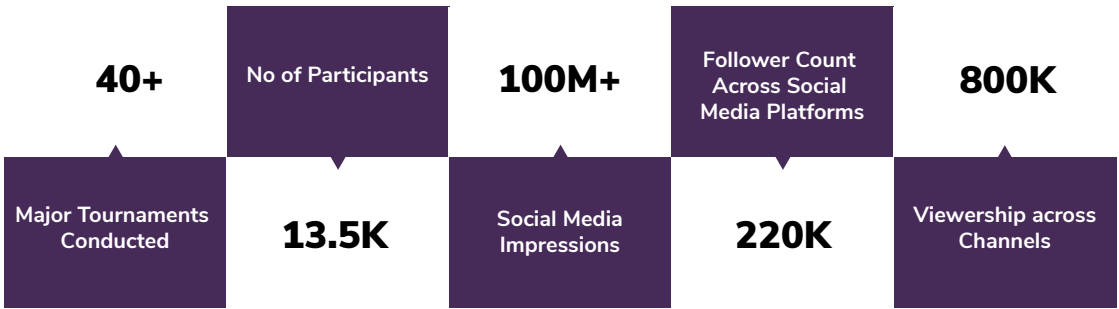 40+
Major Tournaments
Conducted
No of Participants
13.5K
100M+
Social Media
Impressions
Follower Count
Across Social
Media Platforms
220K
800K
Viewership across
Channels